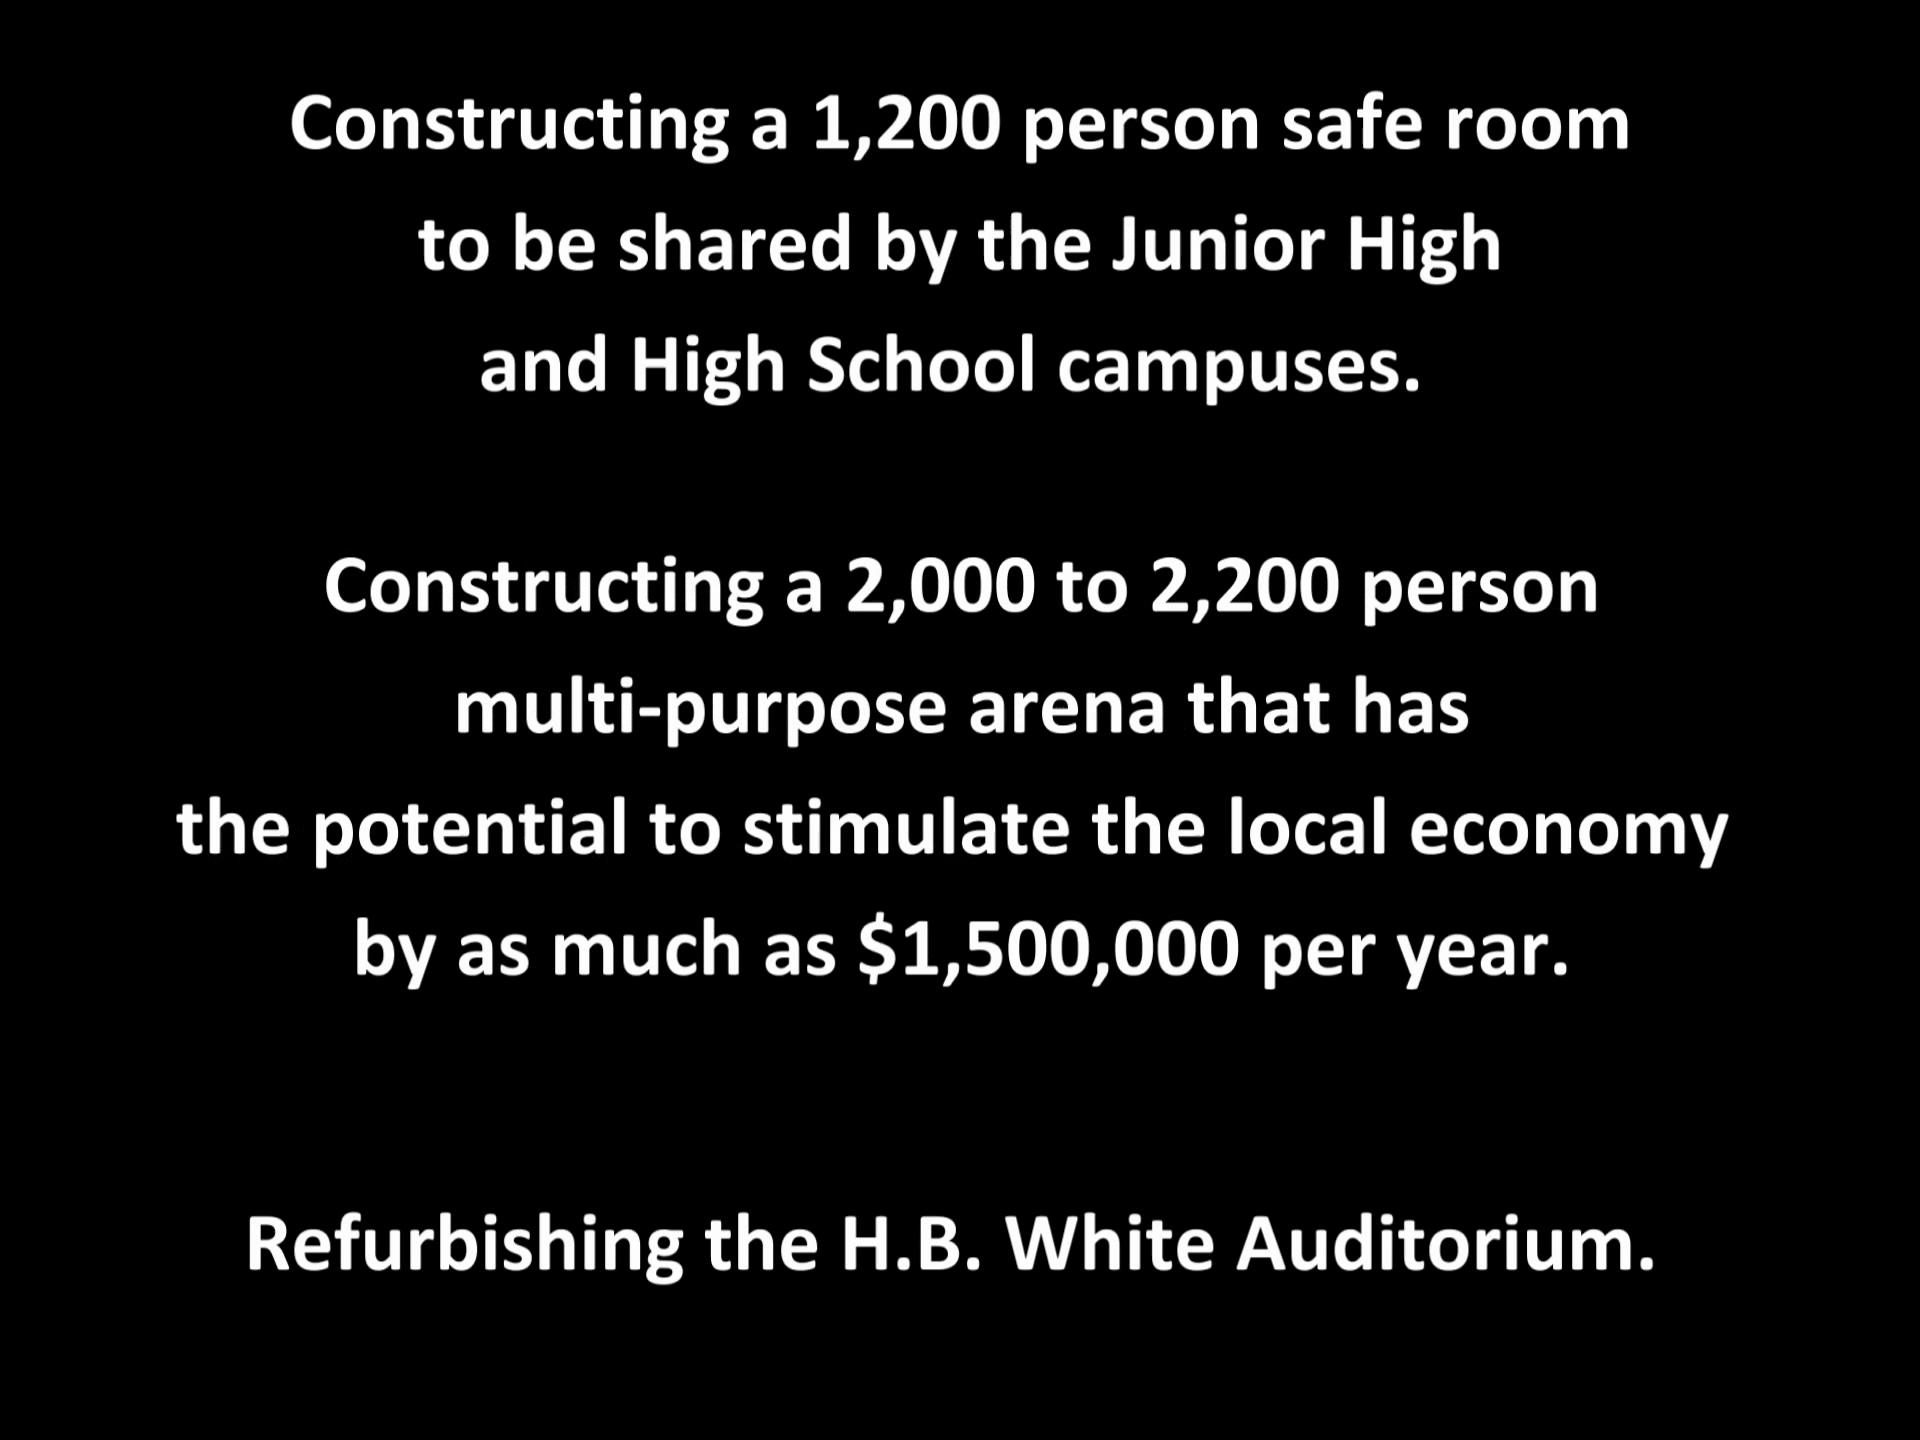 Constructing a 1,200 person safe room
to be shared by the Junior High
and High School campuses.
Constructing a 2,000 to 2,200 person
multi-purpose arena that has
the potential to stimulate the local economy
by as much as $1,500,000 per year.
Refurbishing the H.B. White Auditorium.